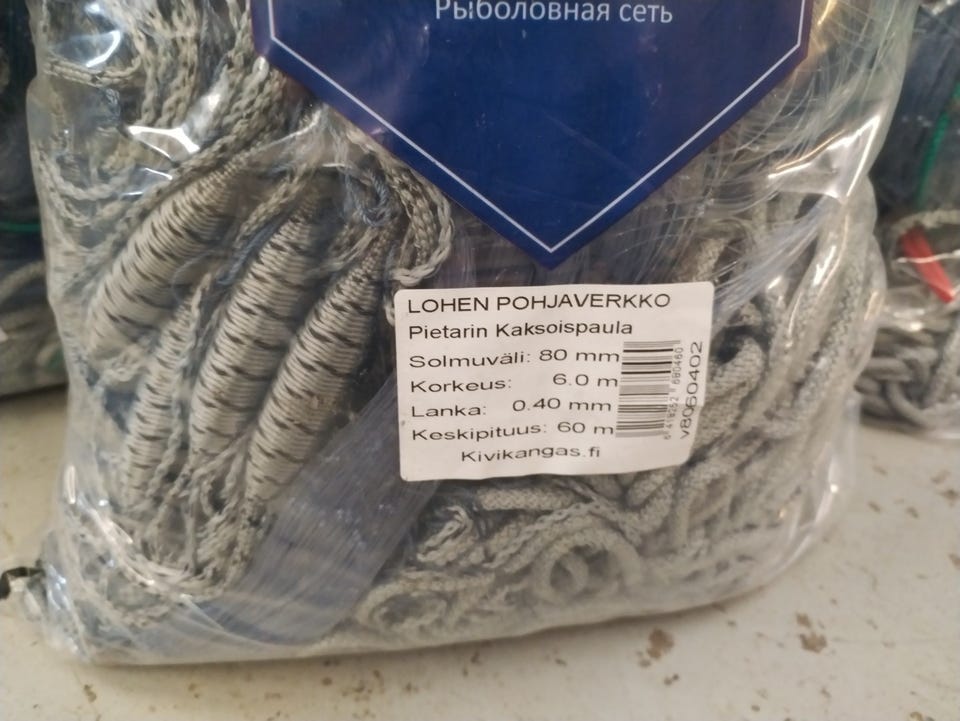 Рыболовная сеть
LOHEN POHJAVERKKO
Pietarin Kaksoispaula
Solmuväli: 80 mm
Korkeus: 6.0 m
Lanka: 0.40 mm
Keskipituus: 60 m
Kivikangas.fi
v8060402